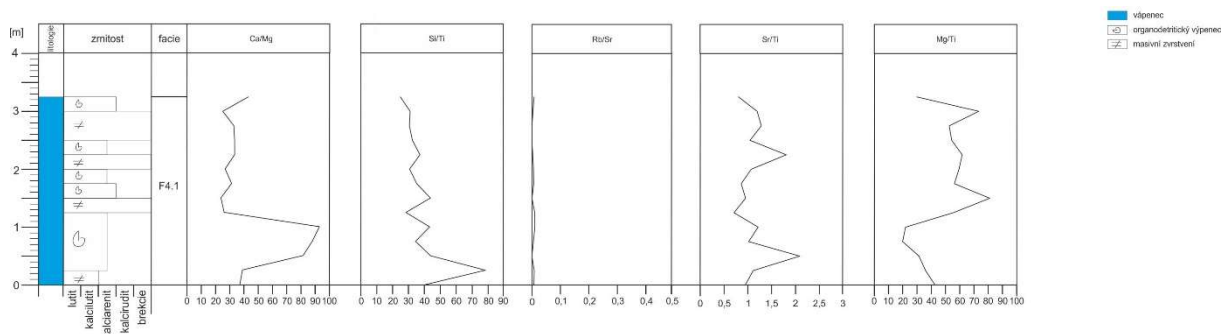 [m]
litologie
zrnitost
facie
Ca/Mg
Si/Ti
Rb/Sr
Sr/Ti
Mg/Ti
vápenec
organodetritický výpenec
masivní zvrstvení
4
3
2
1
0
F4.1
lutit
kalcilutit
alciarenit
kalcirudit
brekcie
0 10 20 30 40 50 60 70 80 90 100
0 10 20 30 40 50 60 70 80 90
0 0,1 0,2 0,3 0,4 0,5
0 0,5 1 1,5 2 2,5 3
0 10 20 30 40 50 60 70 80 90 100